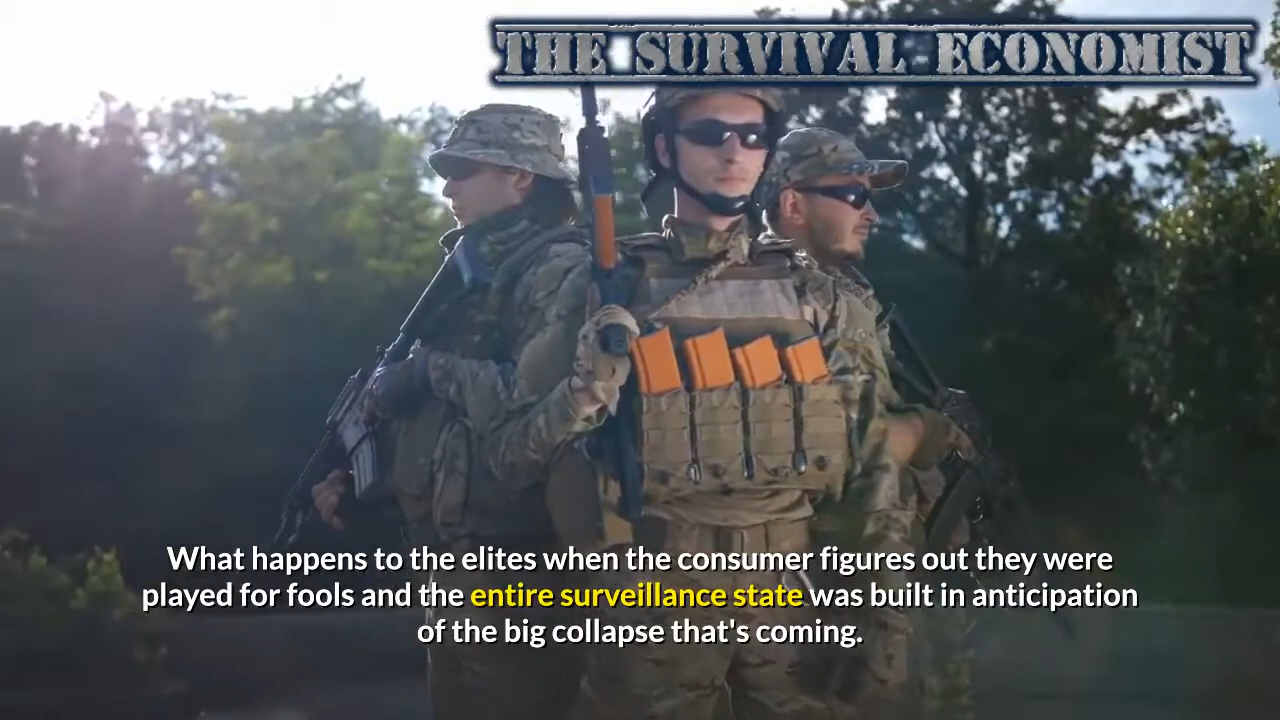 THE SURVIVAL ECONOMIST
What happens to the elites when the consumer figures out they were
played for fools and the entire surveillance state was built in anticipation
of the big collapse that's coming.